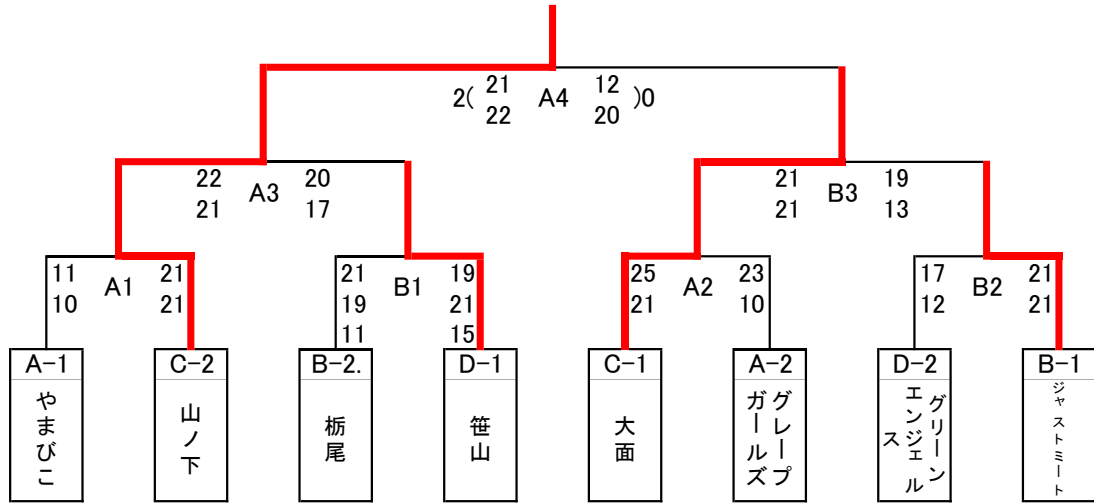 2( 21 A4 12 )0
22 20
22 A3 20
21 17
21 B3 19
21 13
11 A1 21
10 21
21 B1 19
19 21
11 15
25 A2 23
21 10
17 B2 21
12 21
A-1
やまびこ
C-2
山ノ下
B-2.
栃尾
D-1
笹山
C-1
大面
A-2
グレープ
ガールズ
D-2
グリーン
エンジェル
ス
B-1
ジャストミート